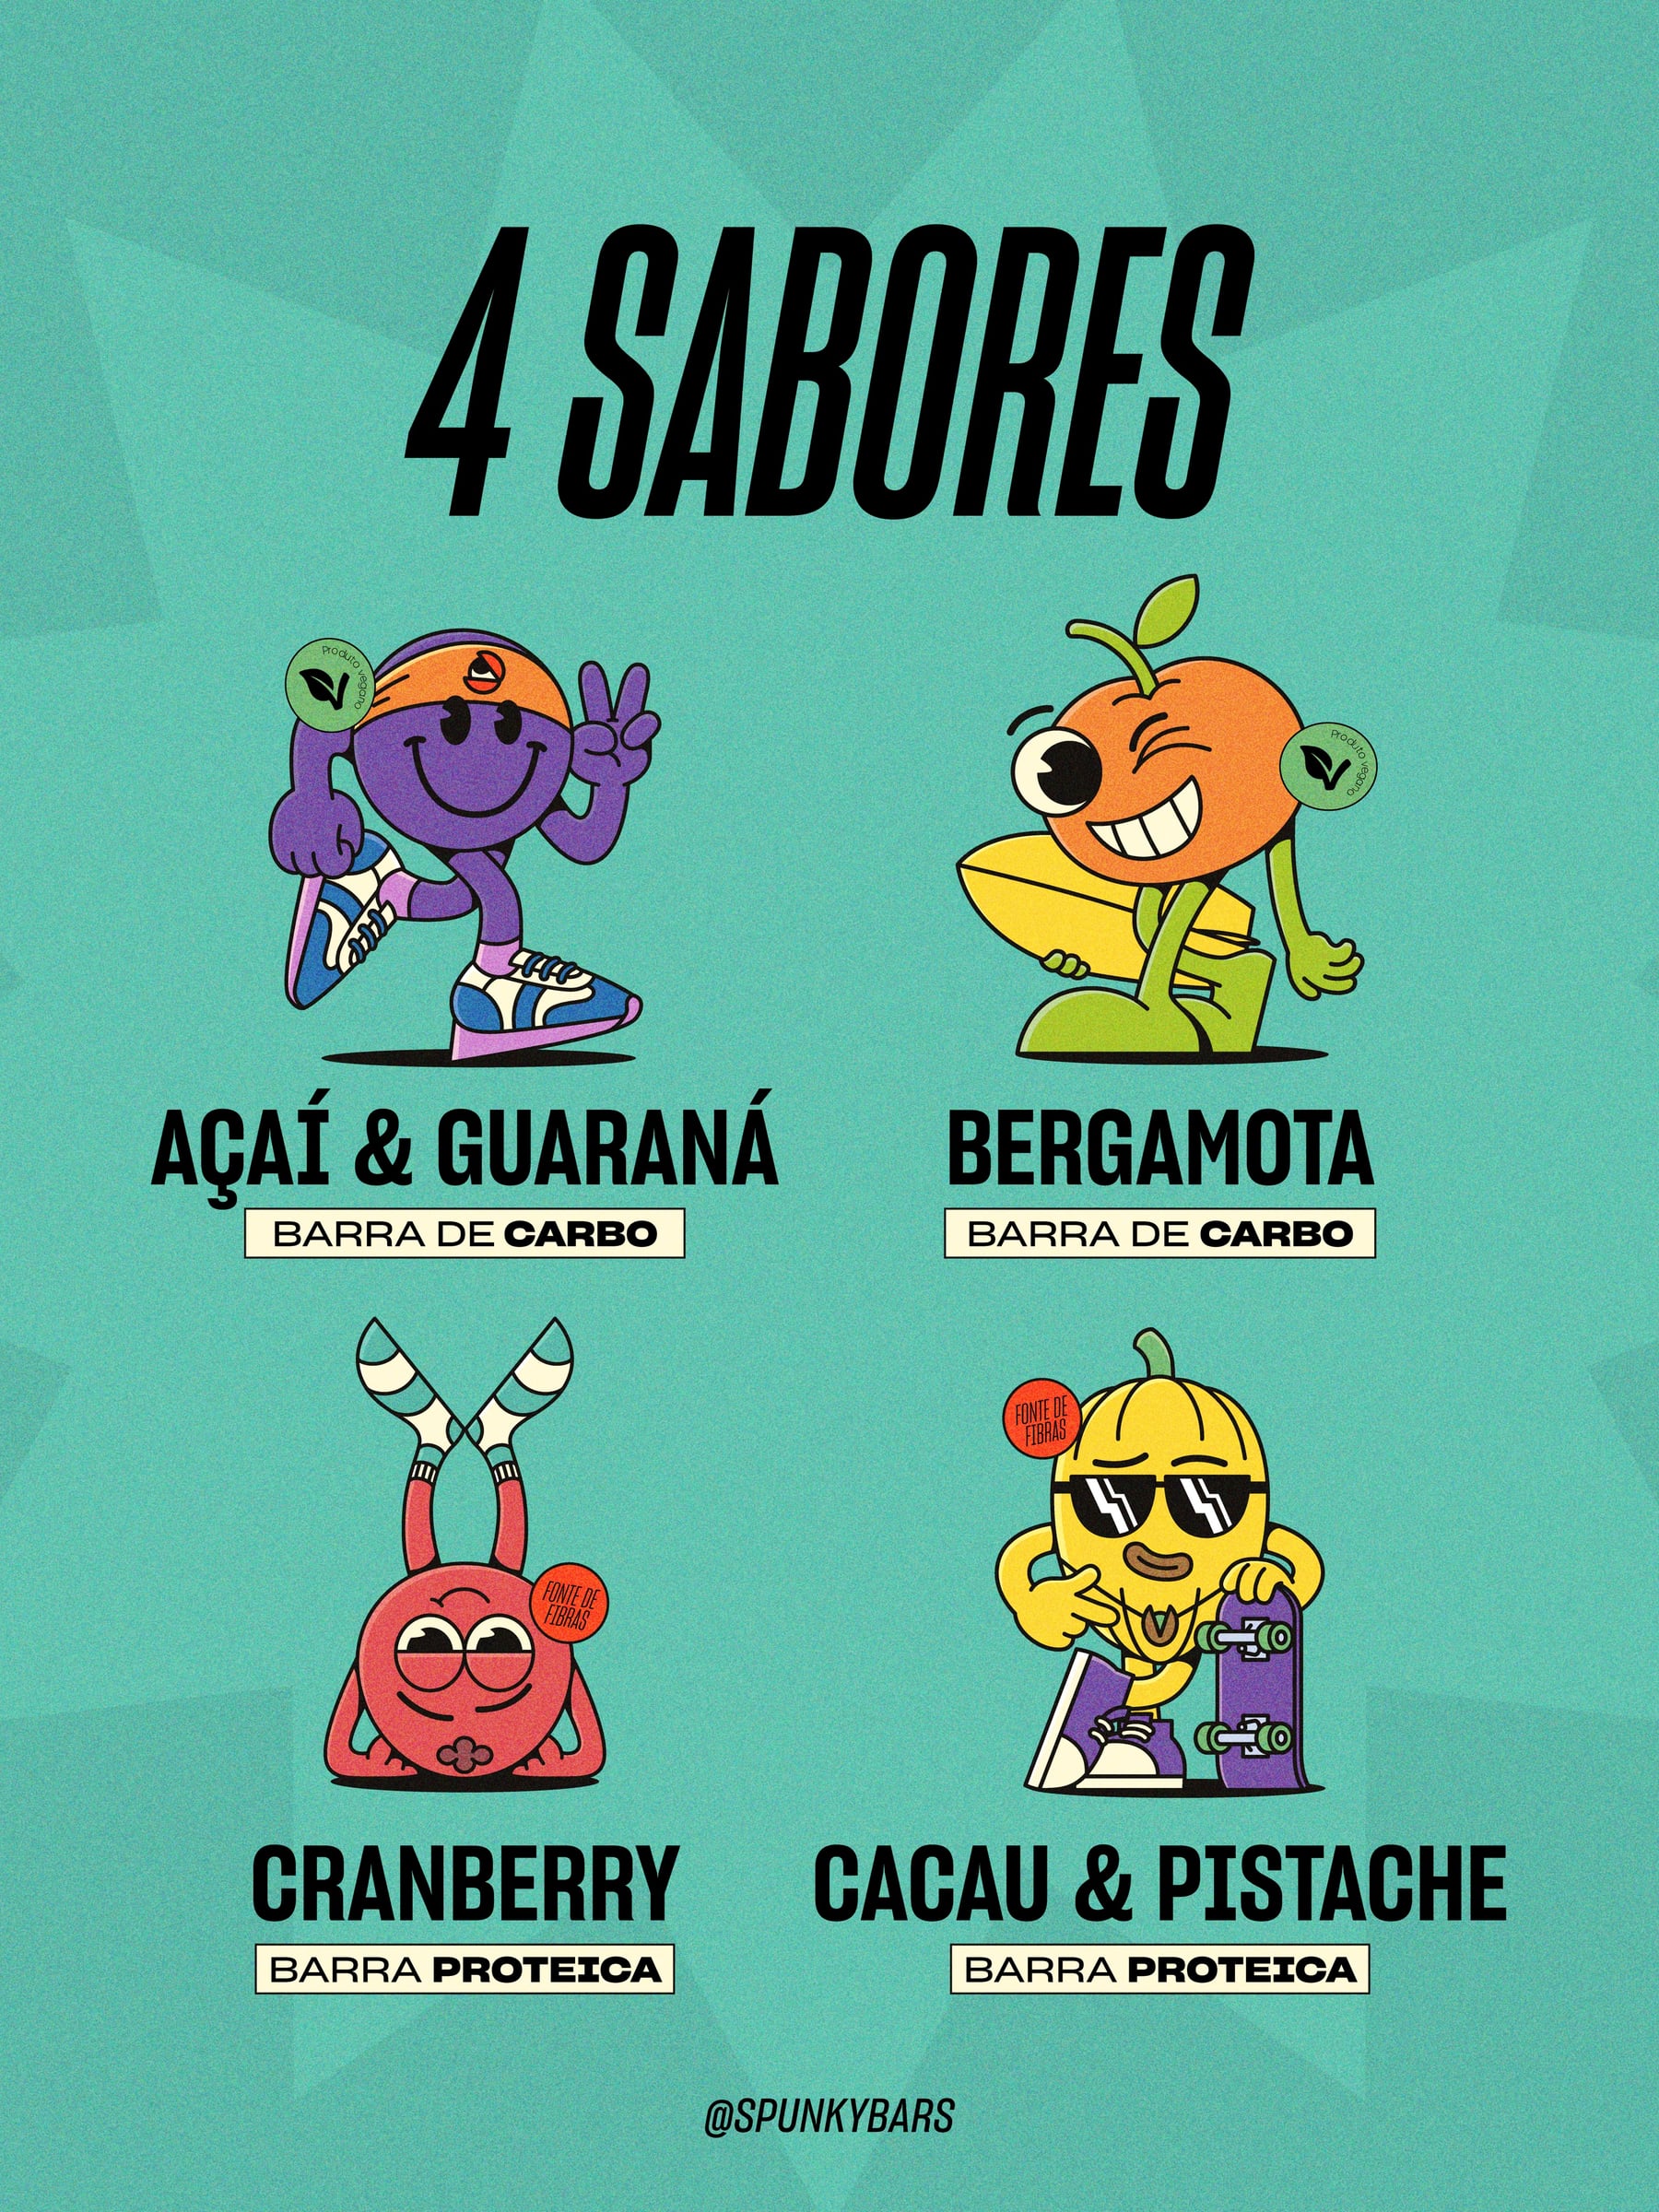 4 SABORES
Produto vegano
Produto vegano
AÇAÍ & GUARANÁ
BARRA DE CARBO
BERGAMOTA
BARRA DE CARBO
FONTE DE
FIBRAS
CRANBERRY
BARRA PROTEICA
FONTE DE
FIBRAS
CACAU & PISTACHE
BARRA PROTEICA
@SPUNKYBARS